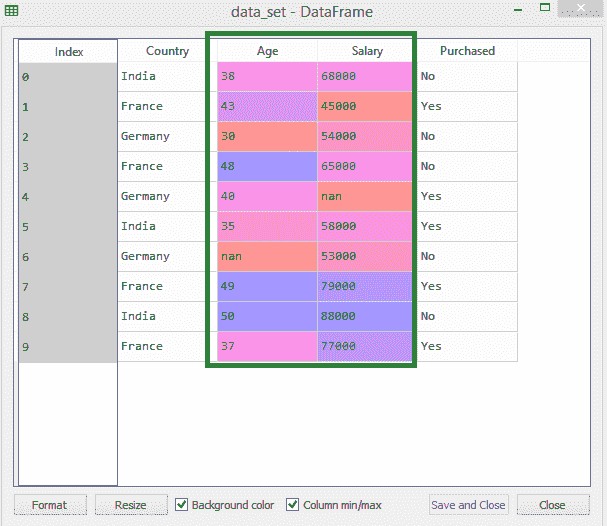 data_set - DataFrame
Index Country Age Salary Purchased
0 India 38 68000 No
1 France 43 45000 Yes
2 Germany 30 54000 No
3 France 48 65000 No
4 Germany 40 nan Yes
5 India 35 58000 Yes
6 Germany nan 53000 No
7 France 49 79000 Yes
8 India 50 88000 No
9 France 37 77000 Yes
Format Resize Background color Column min/max Save and Close Close